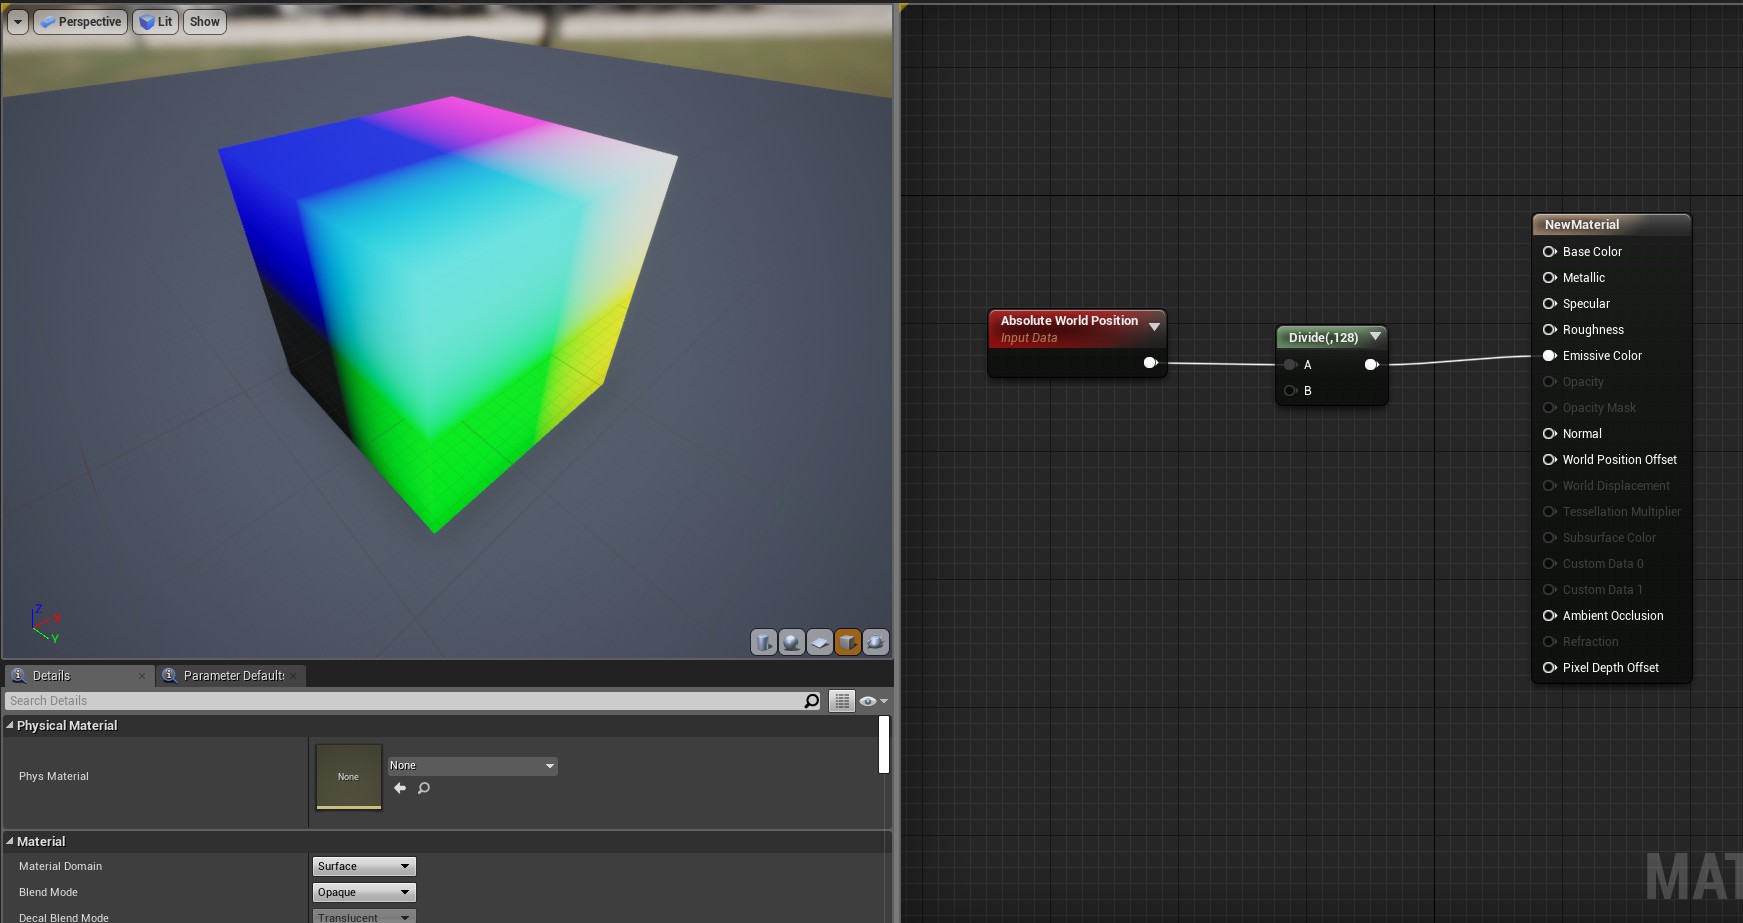 Perspective
Lit
Show
Z
X
Y
Details
Parameter Defaults
Search Details
Physical Material
Phys Material
None
None
Material
Material Domain
Surface
Blend Mode
Opaque
Decal Blend Mode
Translucent
Absolute World Position
Input Data
Divide(,128)
A
B
NewMaterial
Base Color
Metallic
Specular
Roughness
Emissive Color
Opacity
Opacity Mask
Normal
World Position Offset
World Displacement
Tessellation Multiplier
Subsurface Color
Custom Data 0
Custom Data 1
Ambient Occlusion
Refraction
Pixel Depth Offset
MAT